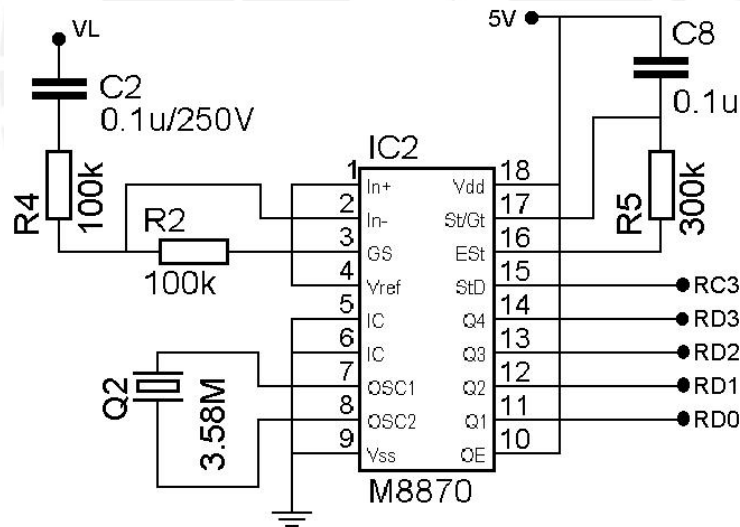 VL
5V
C8
0.1u
C2
0.1u/250V
R4
100k
R2
100k
R5
300k
IC2
1 In+ Vdd 18
2 In- St/Gt 17
3 GS ESt 16
4 Vref StD 15
5 IC Q4 14
6 IC Q3 13
7 OSC1 Q2 12
8 OSC2 Q1 11
9 Vss OE 10
M8870
RC3
RD3
RD2
RD1
RD0
Q2
3.58M